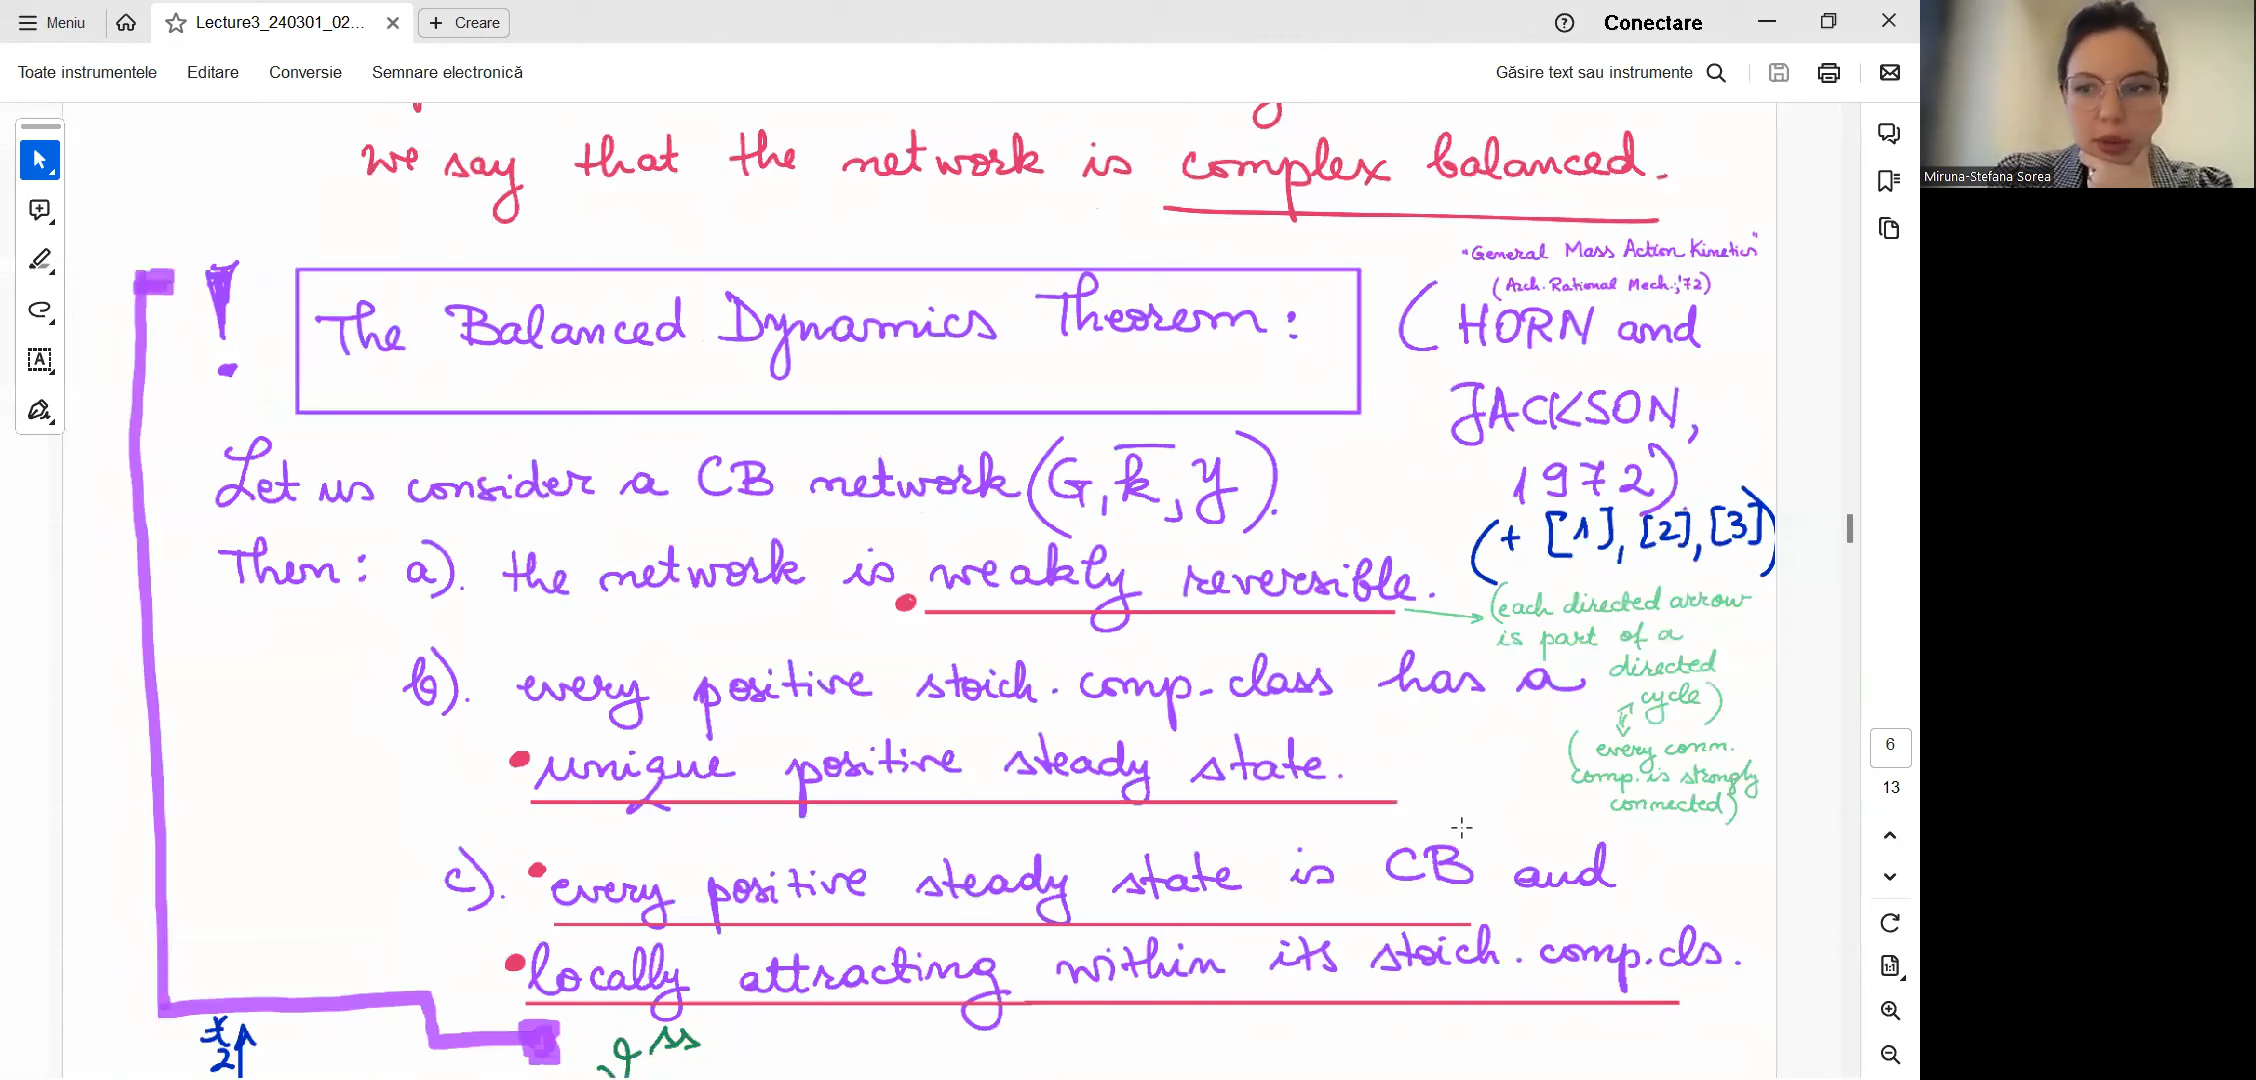 Meniu
Lecture3_240301_02...
Creare
Conectare
Toate instrumentele
Editare
Conversie
Semnare electronică
Găsire text sau instrumente
Miruna-Stefana Sorea
we say that the network is complex balanced.
"General Mass Action Kinetics"
(Arch. Rational Mech., '72)
! The Balanced Dynamics Theorem:
(HORN and
JACKSON,
1972)
(+ [1], [2], [3])
Let us consider a CB network (G, k, Y).
Then: a). the network is weakly reversible.
(each directed arrow
is part of a
directed
cycle)
(every conn.
comp. is strongly
connected)
b). every positive stoich. comp. class has a
unique positive steady state.
c). every positive steady state is CB and
locally attracting within its stoich. comp. cls.
ss
2
6
13
1:1